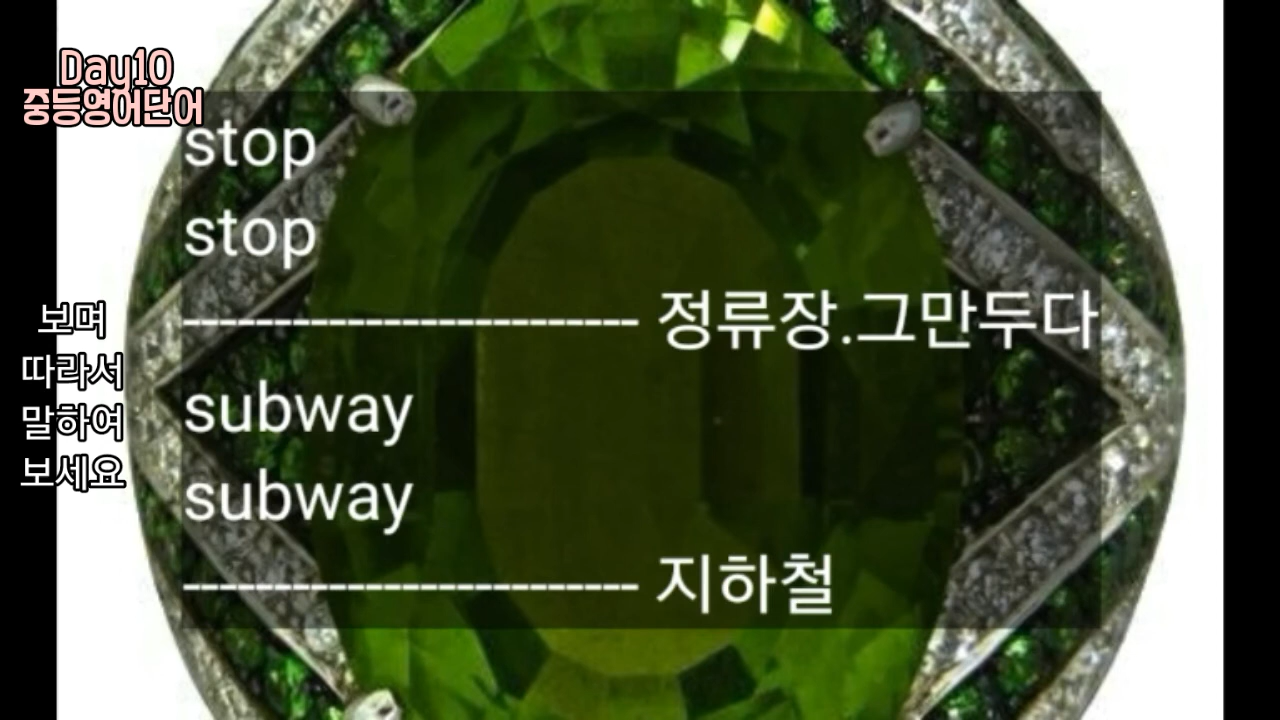 Day10
중등영어단어
stop
stop
------------------------- 정류장.그만두다
subway
subway
------------------------- 지하철
보며
따라서
말하여
보세요